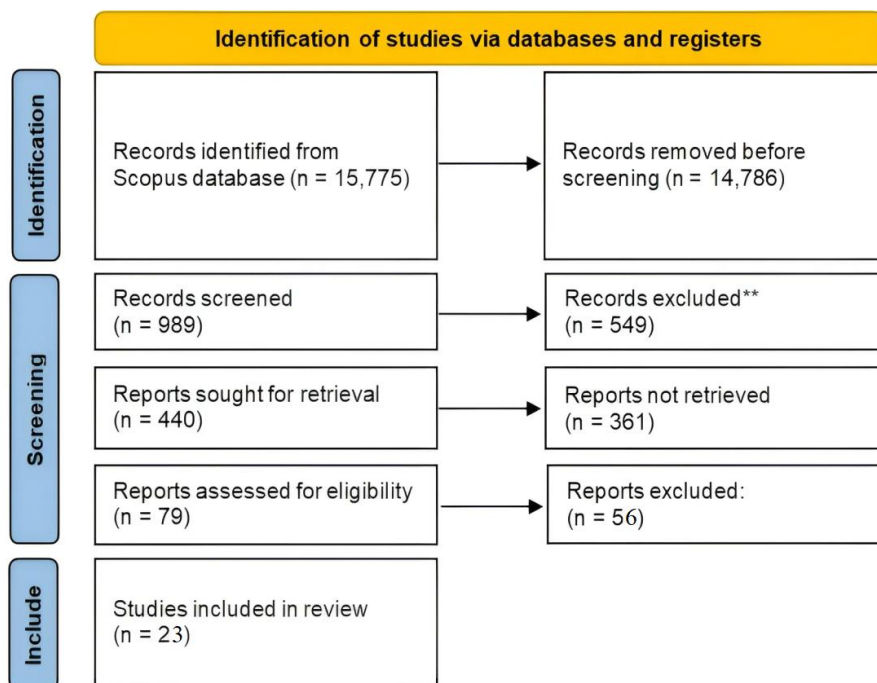 Identification of studies via databases and registers
Identification
Records identified from
Scopus database (n = 15,775)
Records removed before
screening (n = 14,786)
Screening
Records screened
(n = 989)
Records excluded**
(n = 549)
Reports sought for retrieval
(n = 440)
Reports not retrieved
(n = 361)
Reports assessed for eligibility
(n = 79)
Reports excluded:
(n = 56)
Include
Studies included in review
(n = 23)